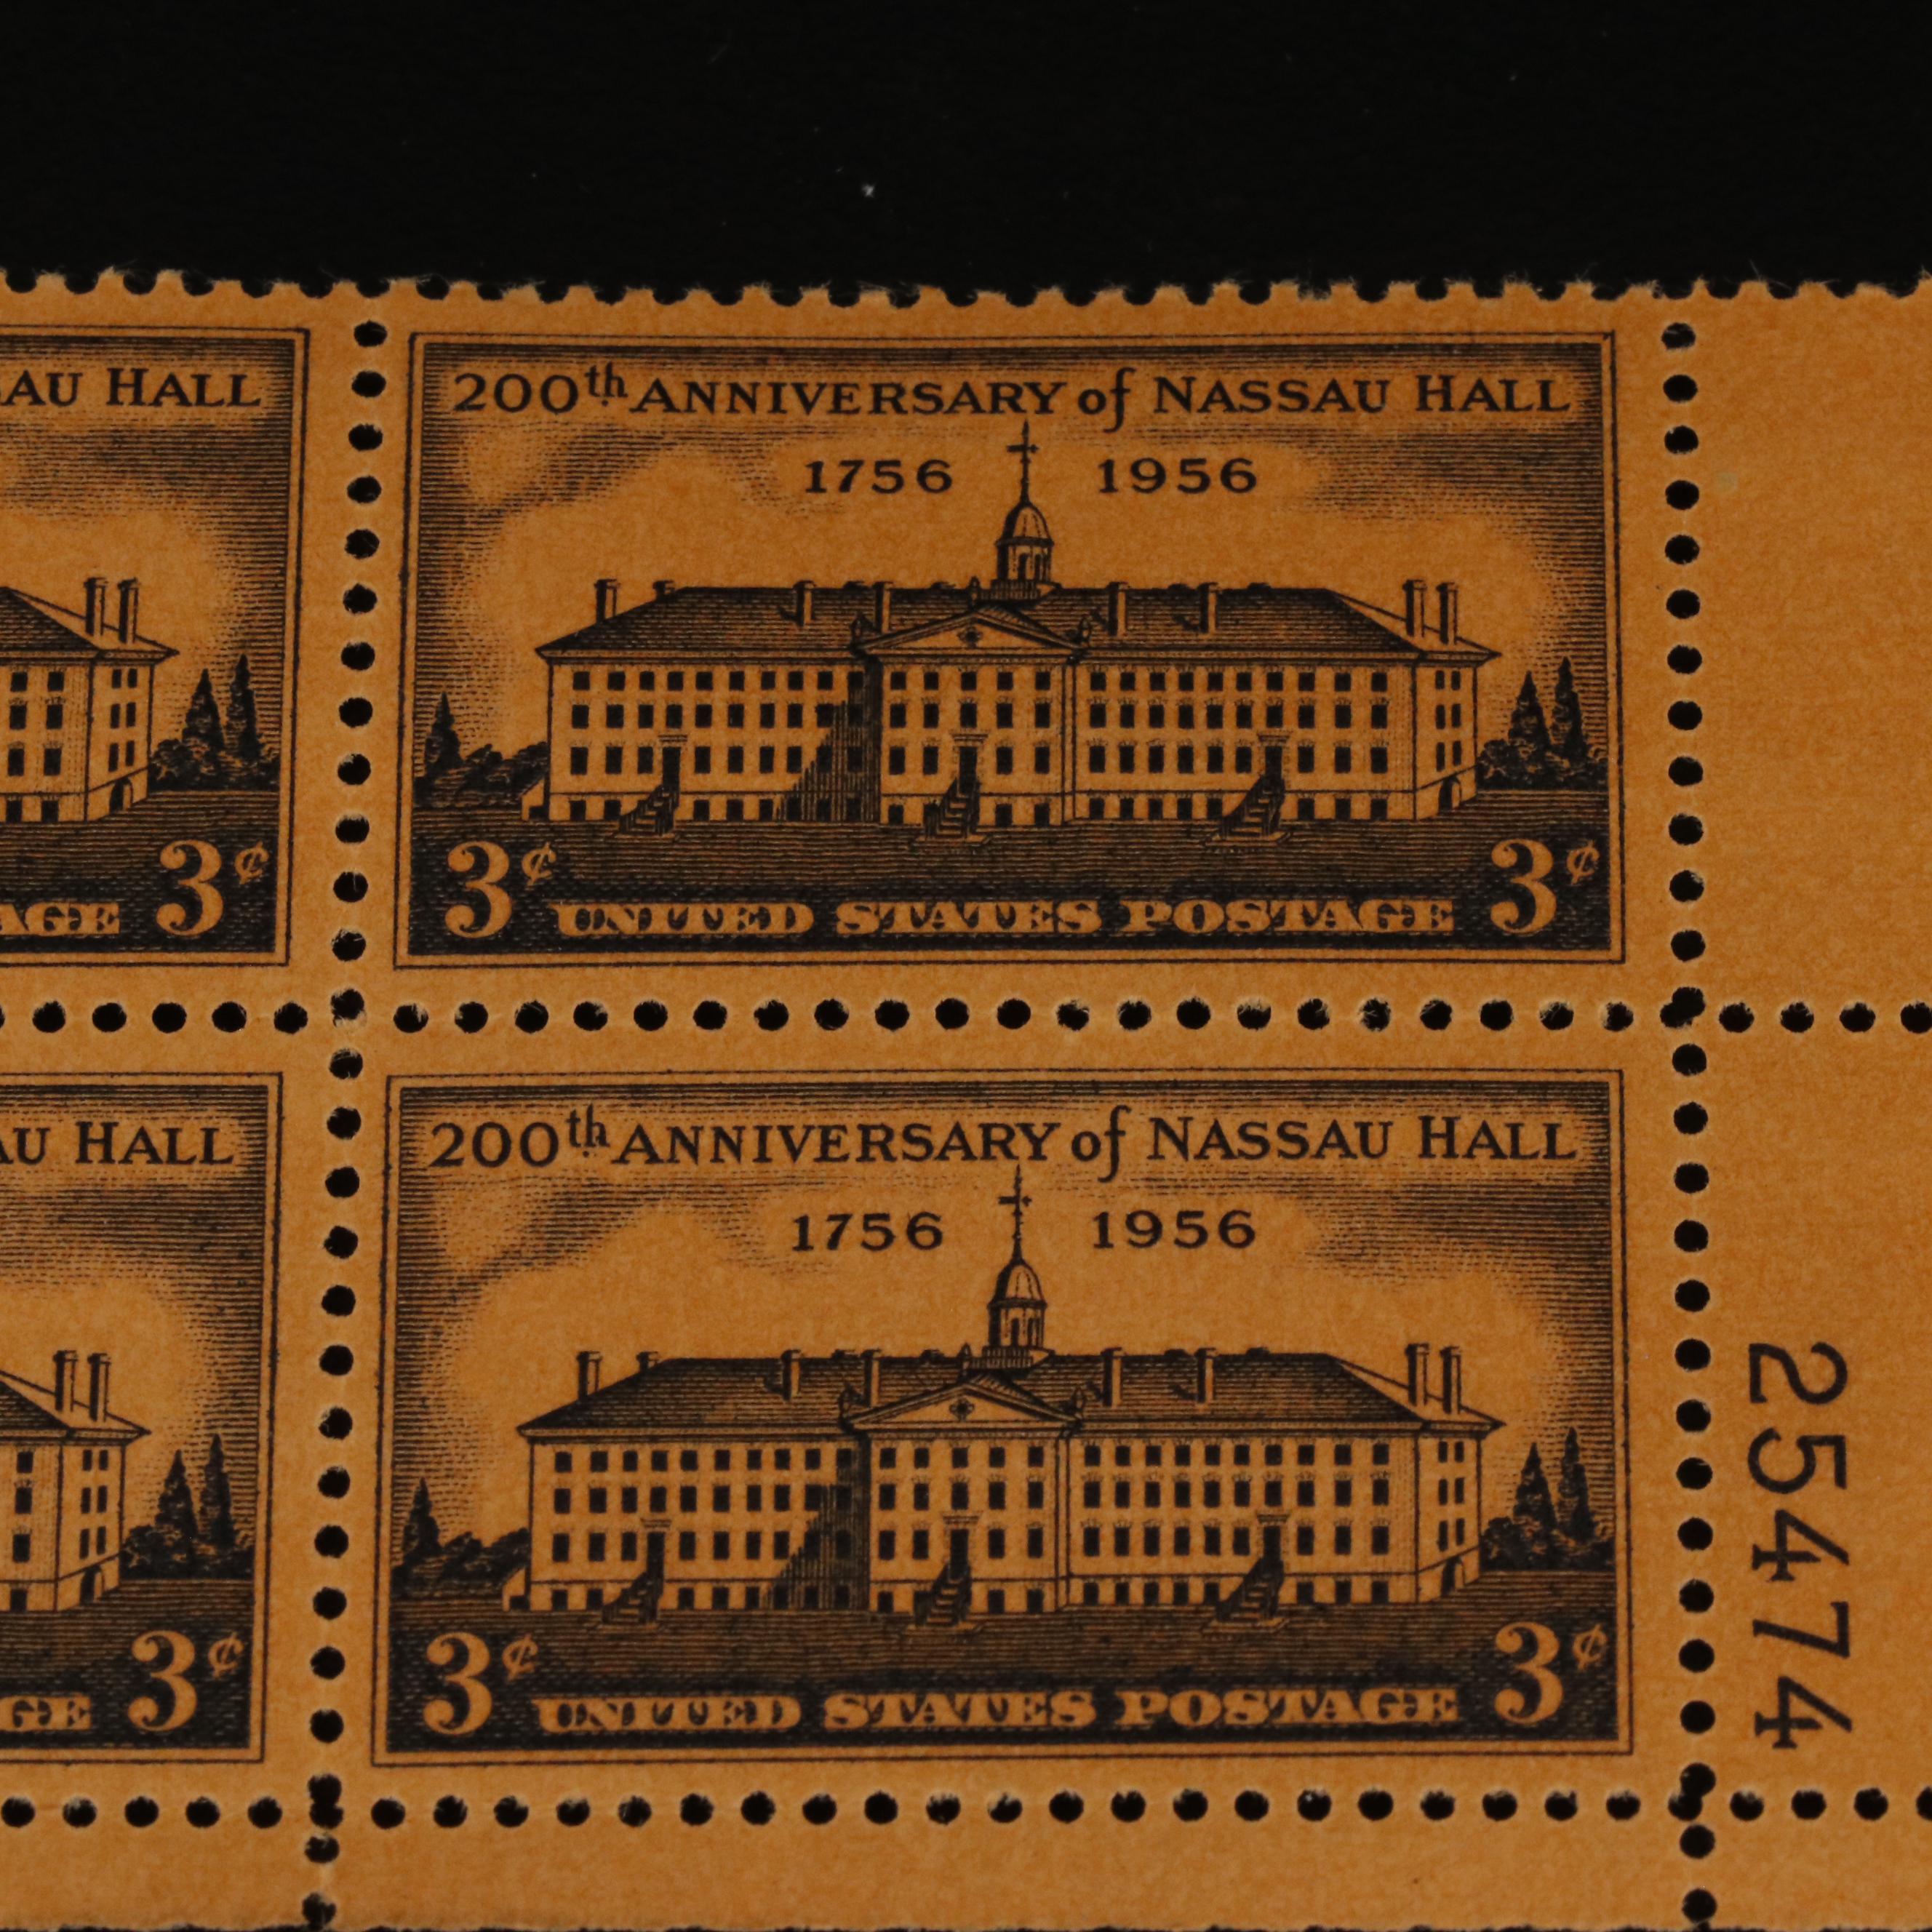 SAU HALL
200th ANNIVERSARY of NASSAU HALL
1756 1956
AGE 3¢
3¢ UNITED STATES POSTAGE 3¢
AU HALL
200th ANNIVERSARY of NASSAU HALL
1756 1956
GE 3¢
3¢ UNITED STATES POSTAGE 3¢
25474